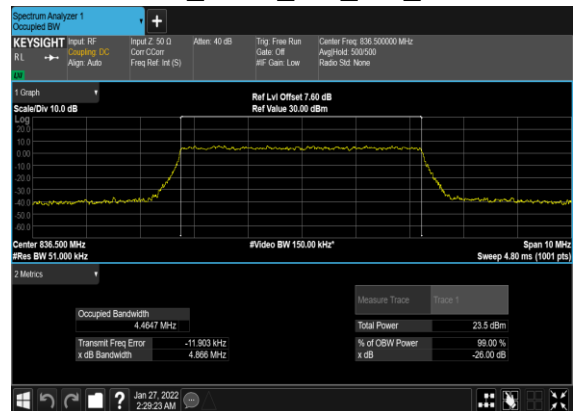 Spectrum Analyzer 1
Occupied BW
KEYSIGHT Input: RF Input Z: 50 Ω Atten: 40 dB Trig: Free Run Center Freq: 836.500000 MHz
RL Coupling: DC Corr CCorr Gate: Off Avg|Hold: 500/500
Align: Auto Freq Ref: Int (S) #IF Gain: Low Radio Std: None
1 Graph
Ref Lvl Offset 7.60 dB
Scale/Div 10.0 dB Ref Value 30.00 dBm
Log
20.0
10.0
0.00
-10.0
-20.0
-30.0
-40.0
-50.0
-60.0
Center 836.500 MHz #Video BW 150.00 kHz* Span 10 MHz
#Res BW 51.000 kHz Sweep 4.80 ms (1001 pts)
2 Metrics
Measure Trace Trace 1
Occupied Bandwidth
4.4647 MHz Total Power 23.5 dBm
Transmit Freq Error -11.903 kHz % of OBW Power 99.00 %
x dB Bandwidth 4.866 MHz x dB -26.00 dB
? Jan 27, 2022
2:29:23 AM